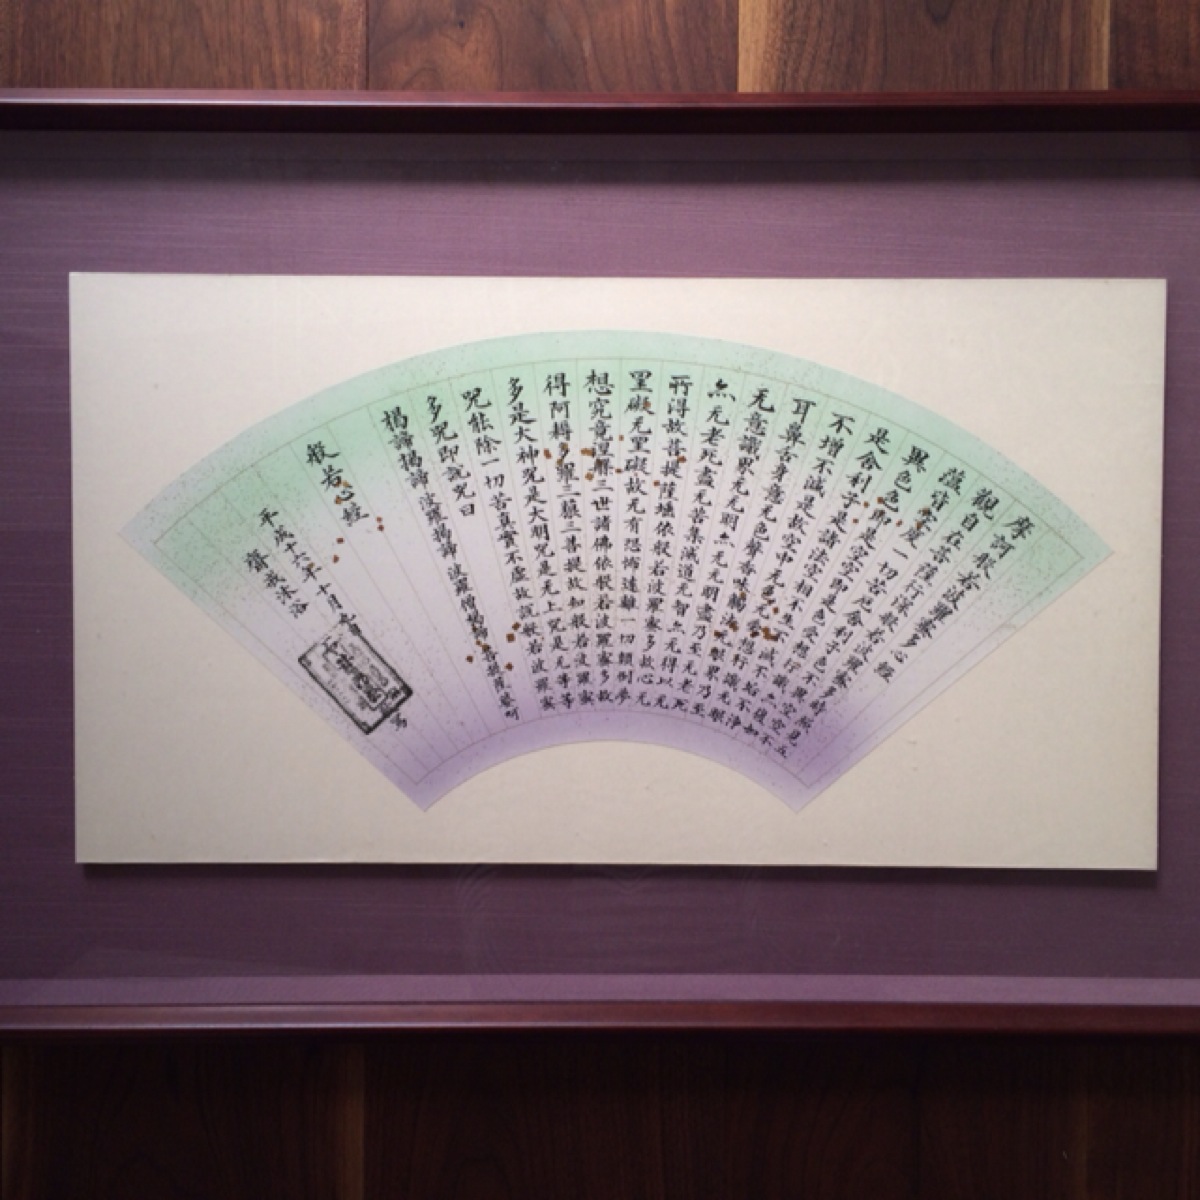 摩訶般若波羅蜜多心經
觀自在菩薩行深般若波羅蜜多時照見五
蘊皆空度一切苦厄舍利子色不異空空不
異色色即是空空即是色受想行識亦復如
是舍利子是諸法空相不生不滅不垢不淨
不增不減是故空中无色无受想行識无眼
耳鼻舌身意无色聲香味觸法无眼界乃至
无意識界无无明亦无无明盡乃至无老死
亦无老死盡无苦集滅道无智亦无得以无
所得故菩提薩埵依般若波羅蜜多故心无
罣礙无罣礙故无有恐怖遠離一切顛倒夢
想究竟涅槃三世諸佛依般若波羅蜜多故
得阿耨多羅三藐三菩提故知般若波羅蜜
多是大神咒是大明咒是无上咒是无等等
咒能除一切苦真實不虛故說般若波羅蜜
多咒即說咒曰
揭諦揭諦波羅揭諦波羅僧揭諦菩提薩婆呵
般若心經
平成十六年十月
齋戒沐浴
写